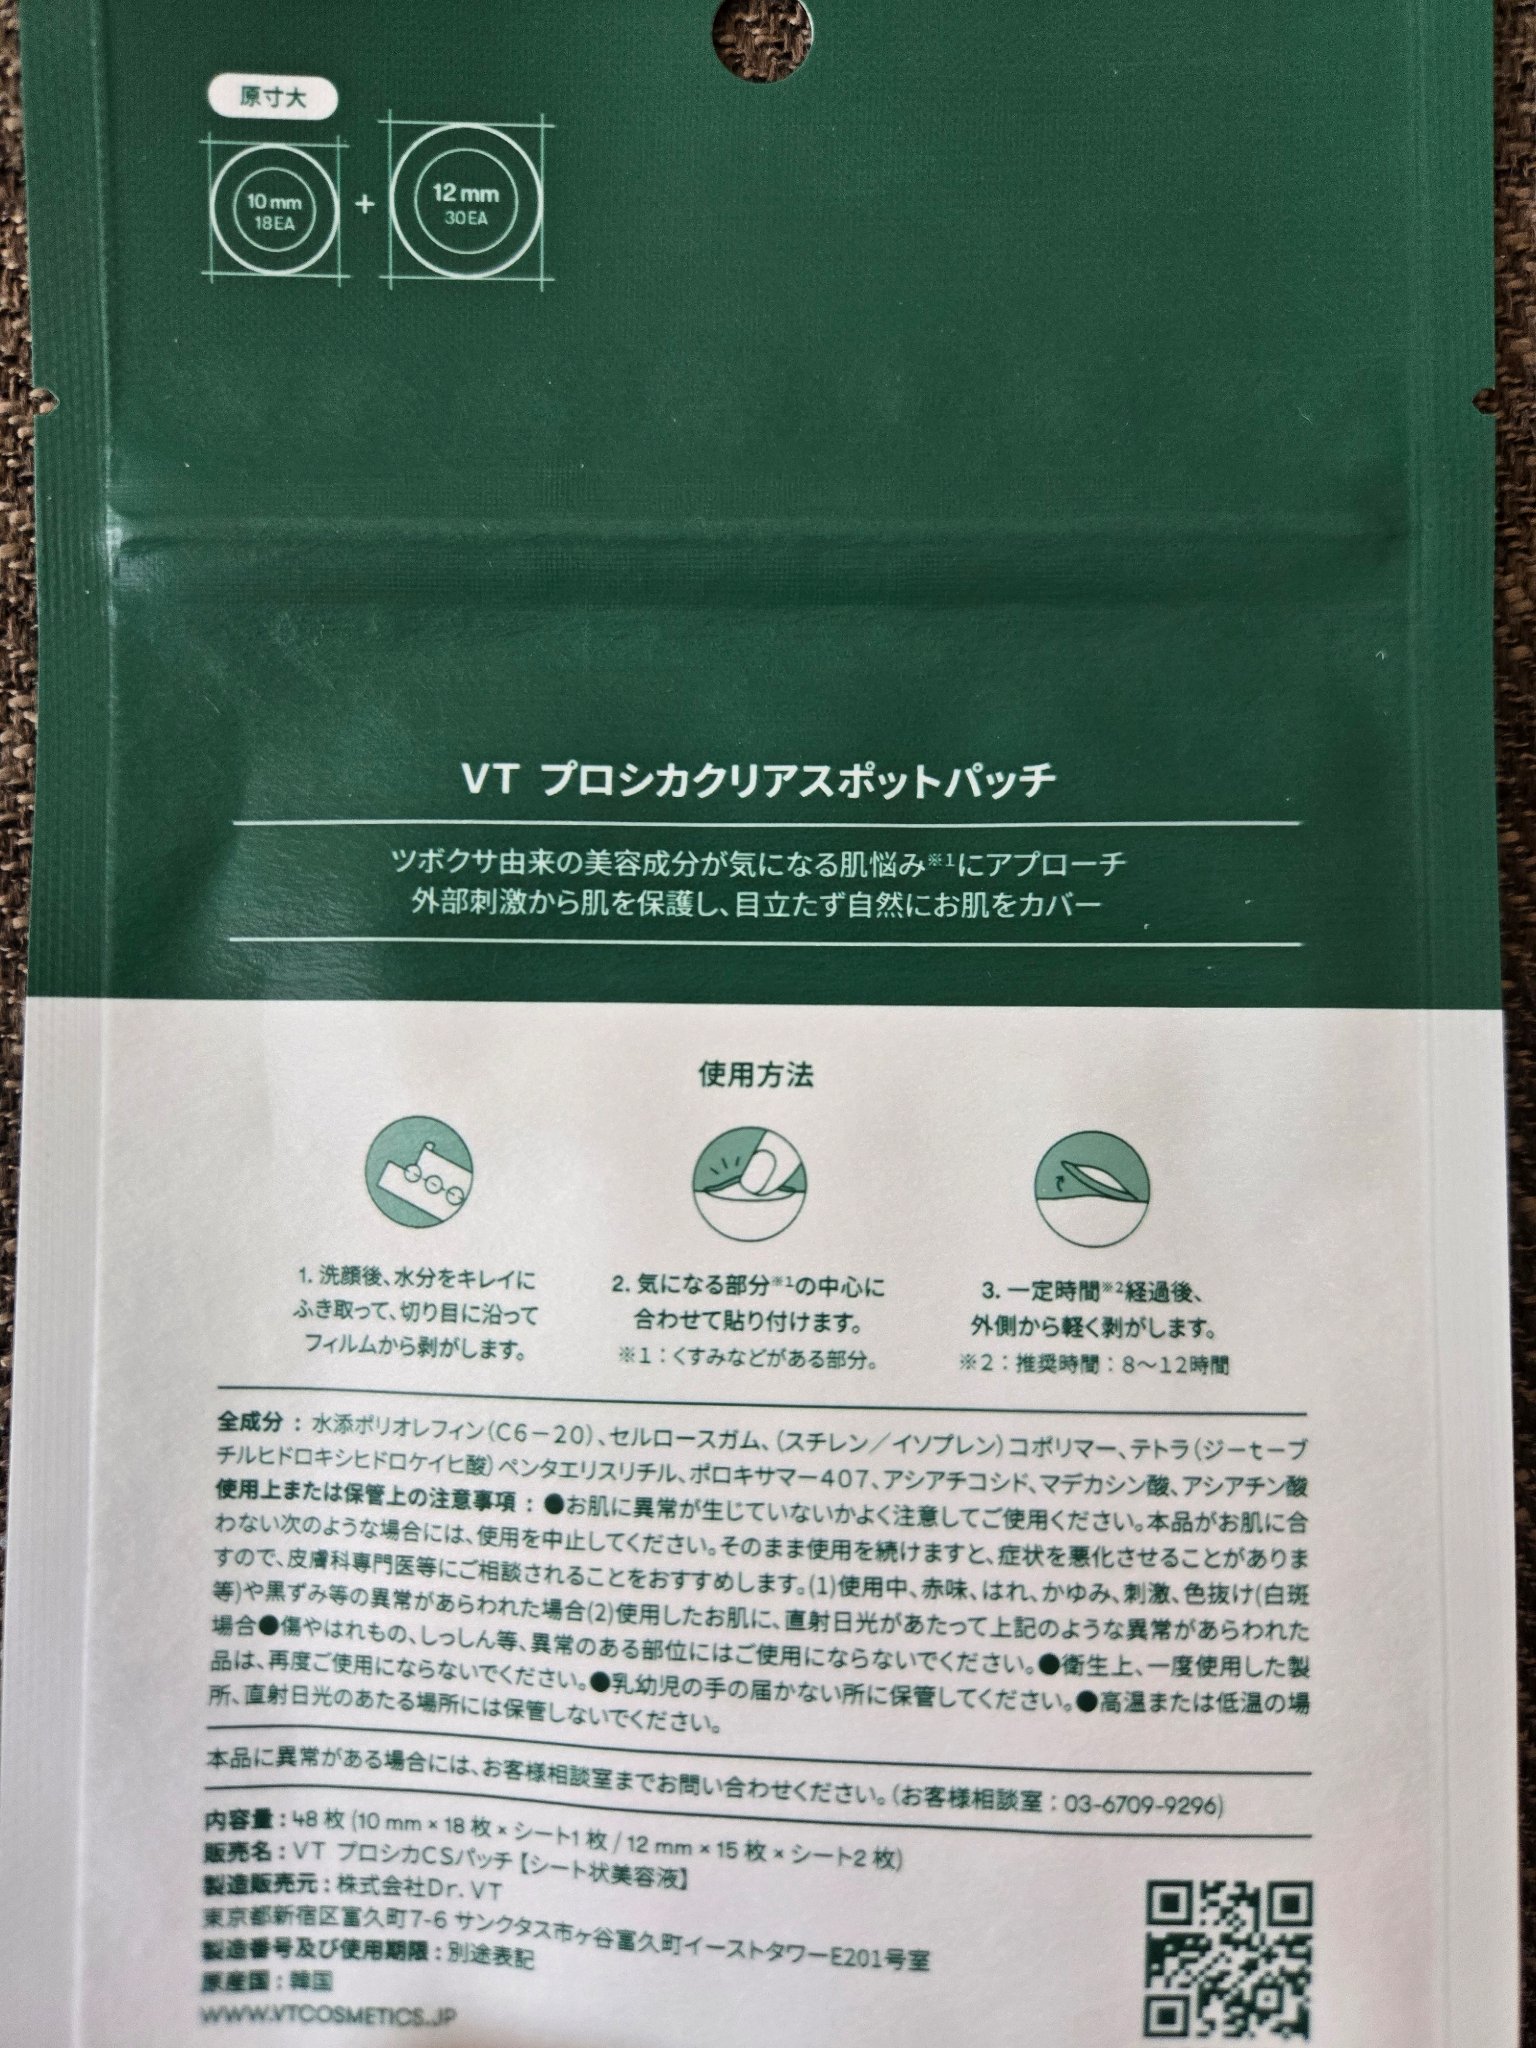 原寸大
10 mm
18EA
+
12 mm
30EA
VT プロシカクリアスポットパッチ
ツボクサ由来の美容成分が気になる肌悩み※1にアプローチ
外部刺激から肌を保護し、目立たず自然にお肌をカバー
使用方法
1. 洗顔後、水分をキレイに
ふき取って、切り目に沿って
フィルムから剥がします。
2. 気になる部分※1の中心に
合わせて貼り付けます。
※1：くすみなどがある部分。
3. 一定時間※2経過後、
外側から軽く剥がします。
※2：推奨時間：8〜12時間
全成分：水添ポリオレフィン（C6－20）、セルロースガム、（スチレン／イソプレン）コポリマー、テトラ（ジーｔーブ
チルヒドロキシヒドロケイヒ酸）ペンタエリスリチル、ポロキサマー407、アシアチコシド、マデカシン酸、アシアチン酸
使用上または保管上の注意事項：●お肌に異常が生じていないかよく注意してご使用ください。本品がお肌に合
わない次のような場合には、使用を中止してください。そのまま使用を続けますと、症状を悪化させることがありま
すので、皮膚科専門医等にご相談されることをおすすめします。(1)使用中、赤味、はれ、かゆみ、刺激、色抜け(白斑
等)や黒ずみ等の異常があらわれた場合(2)使用したお肌に、直射日光があたって上記のような異常があらわれた
場合●傷やはれもの、しっしん等、異常のある部位にはご使用にならないでください。●衛生上、一度使用した製
品は、再度ご使用にならないでください。●乳幼児の手の届かない所に保管してください。●高温または低温の場
所、直射日光のあたる場所には保管しないでください。
本品に異常がある場合には、お客様相談室までお問い合わせください。（お客様相談室：03-6709-9296）
内容量：48 枚 (10 mm × 18 枚 × シート1 枚 / 12 mm × 15 枚 × シート2 枚)
販売名：VT プロシカCSパッチ【シート状美容液】
製造販売元：株式会社Dr.VT
東京都新宿区富久町7-6 サンクタス市ヶ谷富久町イーストタワーE201号室
製造番号及び使用期限：別途表記
原産国：韓国
WWW.VTCOSMETICS.JP